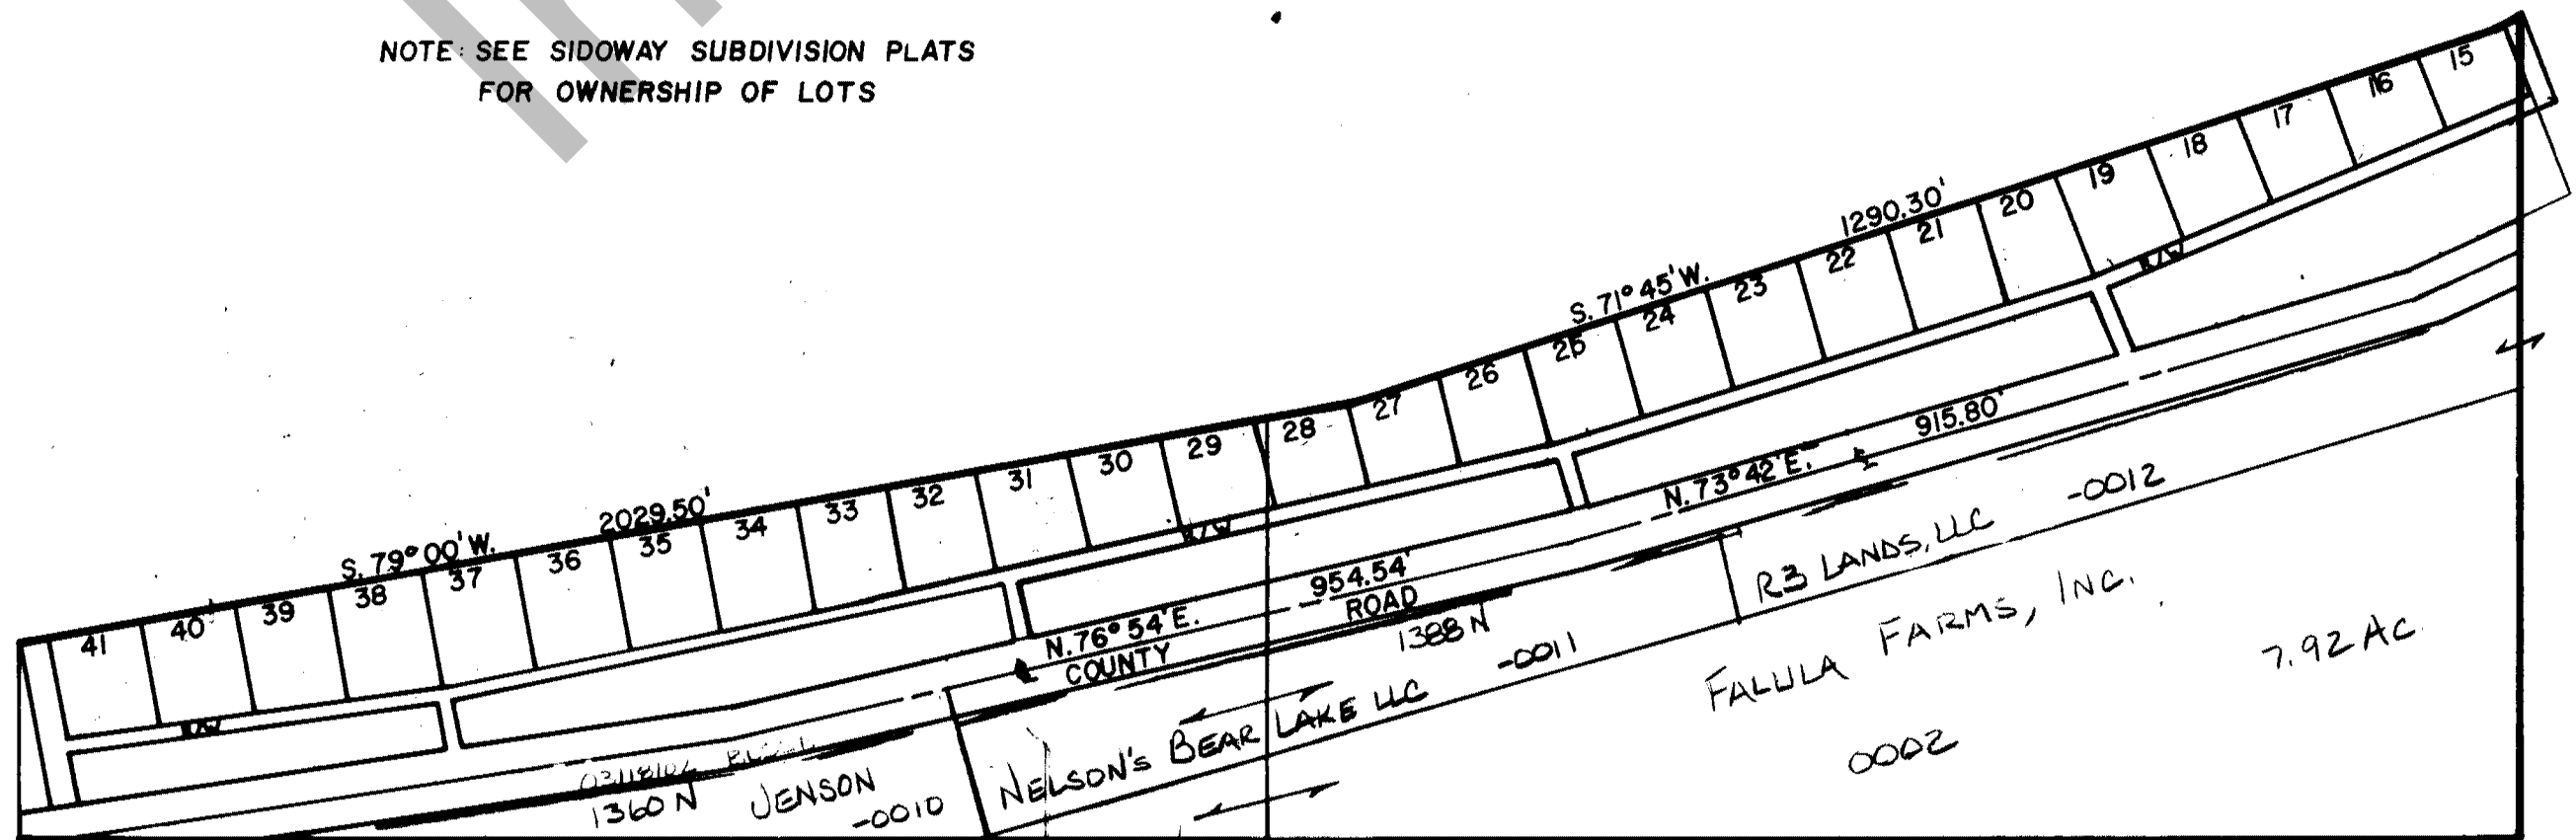 NOTE: SEE SIDOWAY SUBDIVISION PLATS
FOR OWNERSHIP OF LOTS
15
16
17
18
19
20
21
22
23
24
25
26
27
28
29
30
31
32
33
34
35
36
37
38
39
40
41
1290.30'
S. 71° 45' W.
2029.50'
S. 79° 00' W.
R/W
R/W
R/W
915.80'
N. 73° 42' E.
954.54'
N. 76° 54' E.
COUNTY ROAD
1388 N
-0012
R3 LANDS, LLC
-0011
NELSON'S BEAR LAKE LLC
FALULA FARMS, INC.
7.92 AC.
0002
1360 N
JENSON
-0010